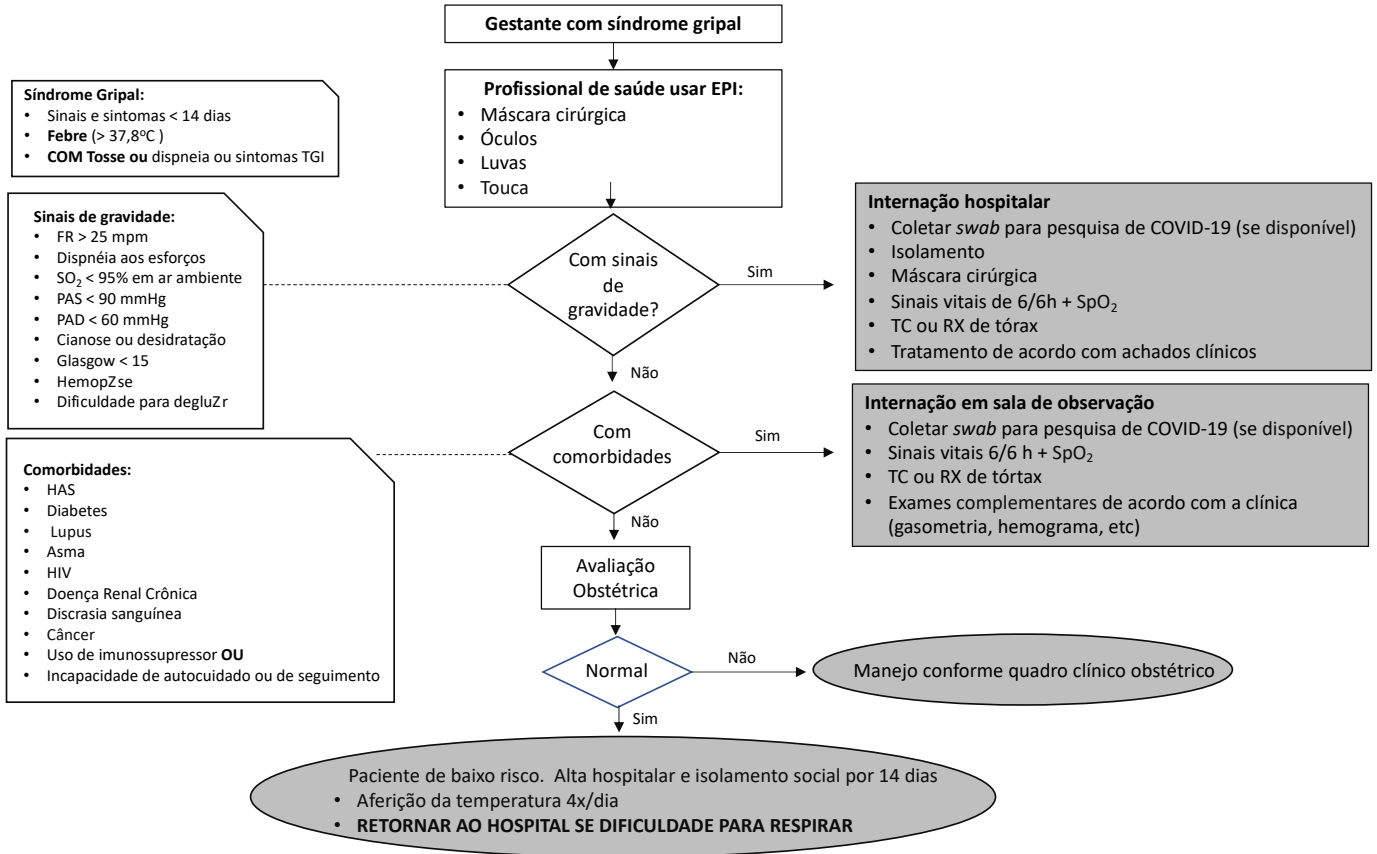 Gestante com síndrome gripal
Profissional de saúde usar EPI:
• Máscara cirúrgica
• Óculos
• Luvas
• Touca
Síndrome Gripal:
• Sinais e sintomas < 14 dias
• Febre (> 37,8ºC )
• COM Tosse ou dispneia ou sintomas TGI
Sinais de gravidade:
• FR > 25 mpm
• Dispnéia aos esforços
• SO₂ < 95% em ar ambiente
• PAS < 90 mmHg
• PAD < 60 mmHg
• Cianose ou desidratação
• Glasgow < 15
• HemopZse
• Dificuldade para degluZr
Com sinais
de
gravidade?
Sim
Não
Internação hospitalar
• Coletar swab para pesquisa de COVID-19 (se disponível)
• Isolamento
• Máscara cirúrgica
• Sinais vitais de 6/6h + SpO₂
• TC ou RX de tórax
• Tratamento de acordo com achados clínicos
Comorbidades:
• HAS
• Diabetes
• Lupus
• Asma
• HIV
• Doença Renal Crônica
• Discrasia sanguínea
• Câncer
• Uso de imunossupressor OU
• Incapacidade de autocuidado ou de seguimento
Com
comorbidades
Sim
Não
Internação em sala de observação
• Coletar swab para pesquisa de COVID-19 (se disponível)
• Sinais vitais 6/6 h + SpO₂
• TC ou RX de tórtax
• Exames complementares de acordo com a clínica
(gasometria, hemograma, etc)
Avaliação
Obstétrica
Normal
Não
Manejo conforme quadro clínico obstétrico
Sim
Paciente de baixo risco. Alta hospitalar e isolamento social por 14 dias
• Aferição da temperatura 4x/dia
• RETORNAR AO HOSPITAL SE DIFICULDADE PARA RESPIRAR